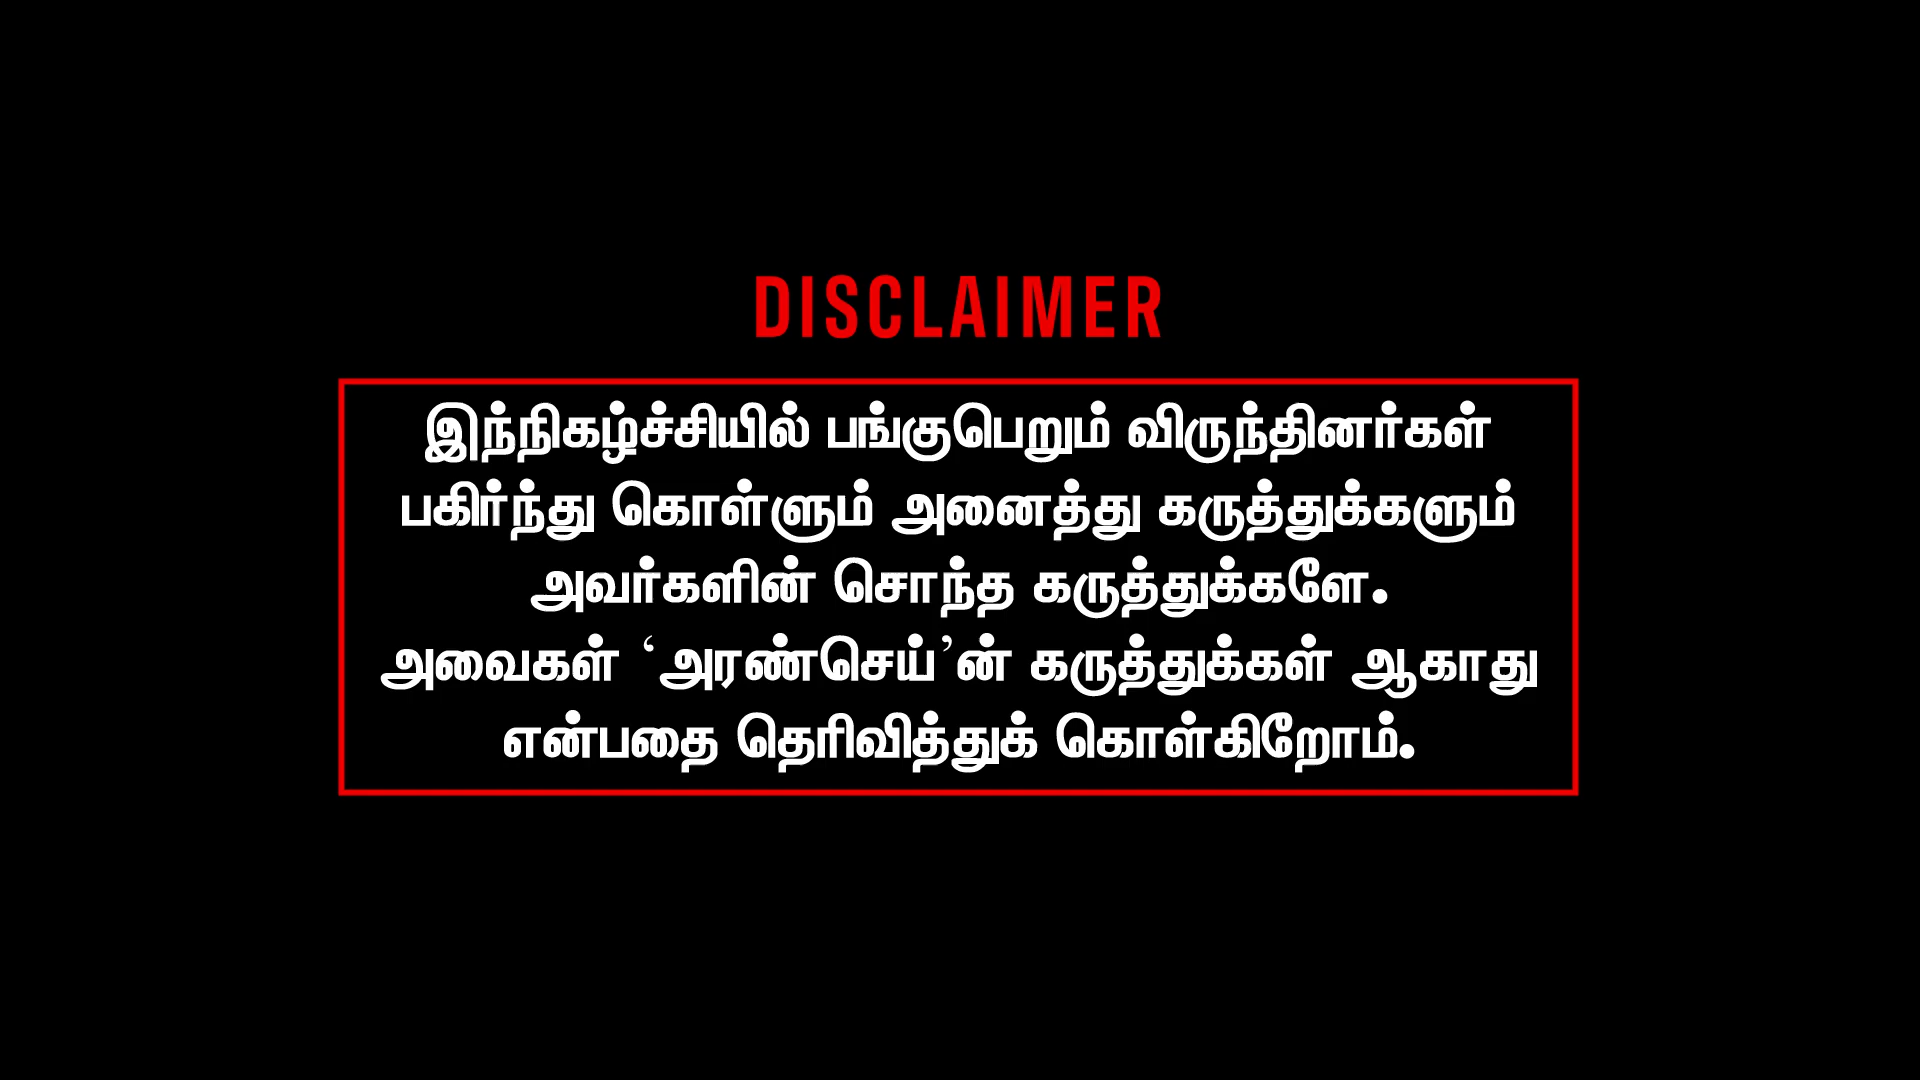 DISCLAIMER
இந்நிகழ்ச்சியில் பங்குபெறும் விருந்தினர்கள்
பகிர்ந்து கொள்ளும் அனைத்து கருத்துக்களும்
அவர்களின் சொந்த கருத்துக்களே.
அவைகள் ‘அரண்செய்’ன் கருத்துக்கள் ஆகாது
என்பதை தெரிவித்துக் கொள்கிறோம்.